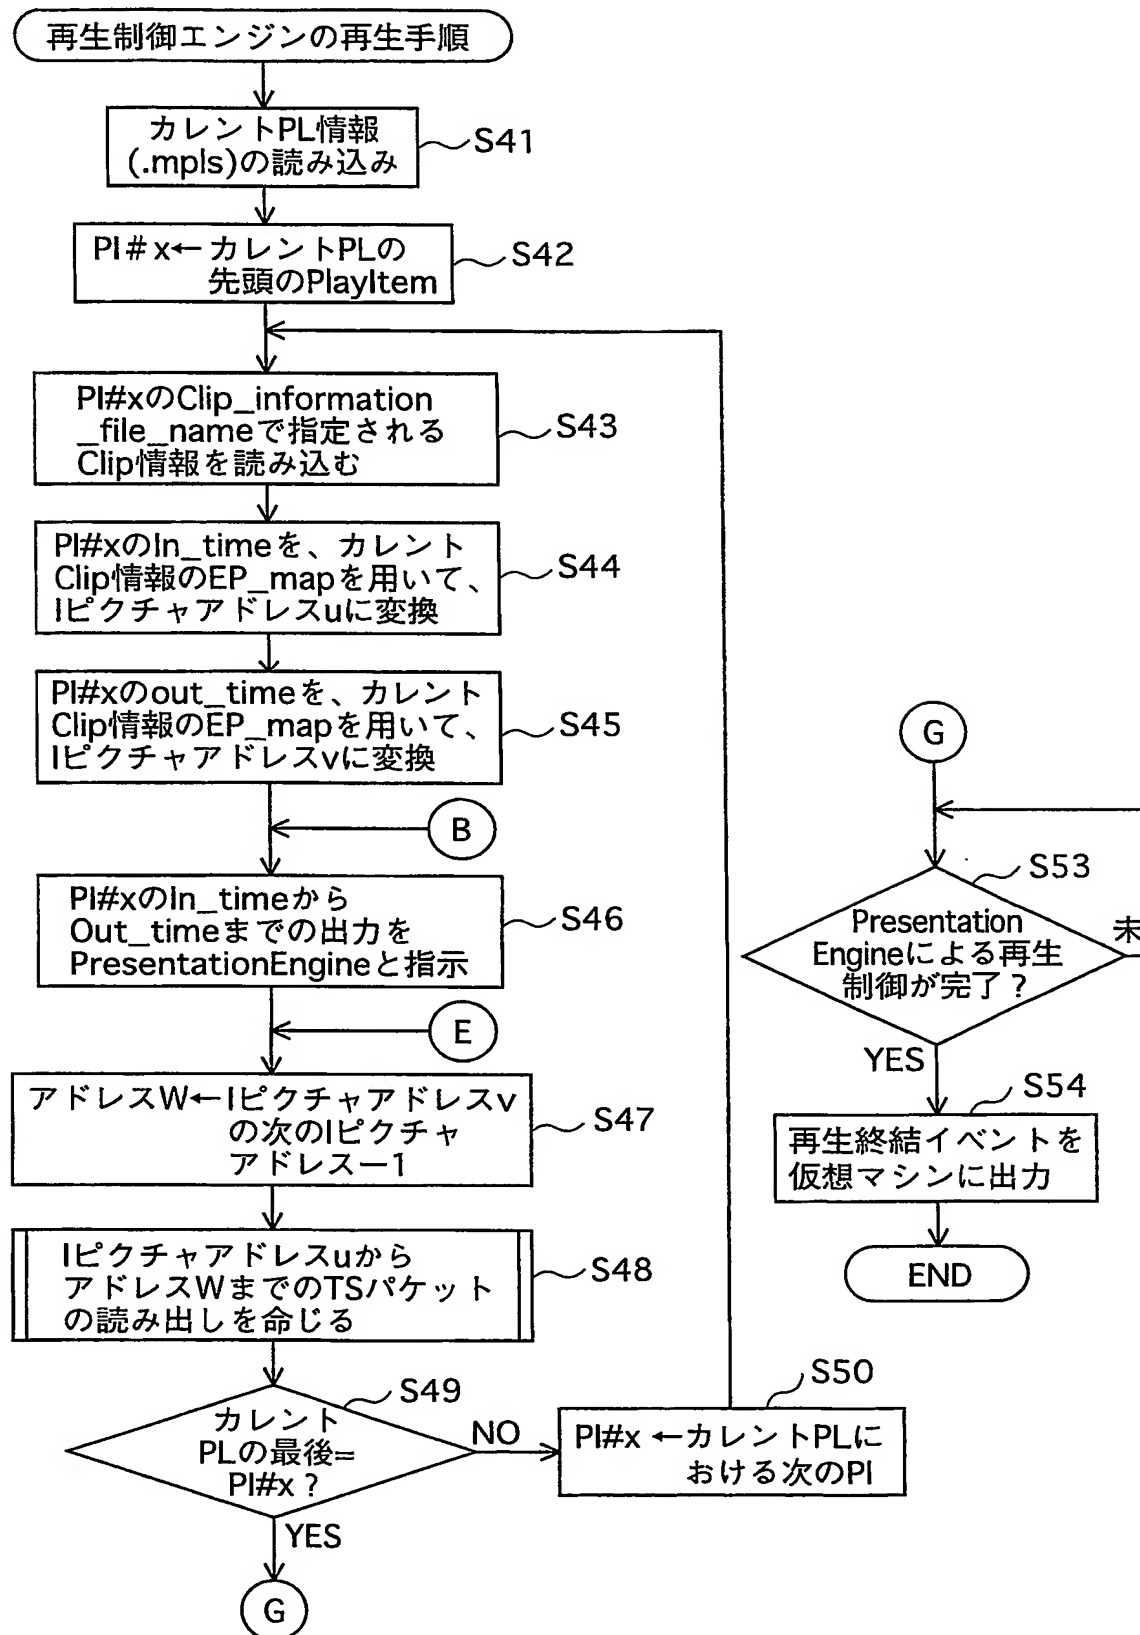 再生制御エンジンの再生手順
カレントPL情報
(.mpls)の読み込み
S41
PI#x←カレントPLの
先頭のPlayItem
S42
PI#xのClip_information
_file_nameで指定される
Clip情報を読み込む
S43
PI#xのIn_timeを、カレント
Clip情報のEP_mapを用いて、
Iピクチャアドレスuに変換
S44
PI#xのout_timeを、カレント
Clip情報のEP_mapを用いて、
Iピクチャアドレスvに変換
S45
B
PI#xのIn_timeから
Out_timeまでの出力を
PresentationEngineと指示
S46
E
アドレスW←Iピクチャアドレスv
の次のIピクチャ
アドレスー1
S47
Iピクチャアドレスuから
アドレスWまでのTSパケット
の読み出しを命じる
S48
カレント
PLの最後=
PI#x?
S49
NO
YES
G
PI#x ←カレントPLに
おける次のPI
S50
G
Presentation
Engineによる再生
制御が完了?
S53
未
YES
再生終結イベントを
仮想マシンに出力
S54
END